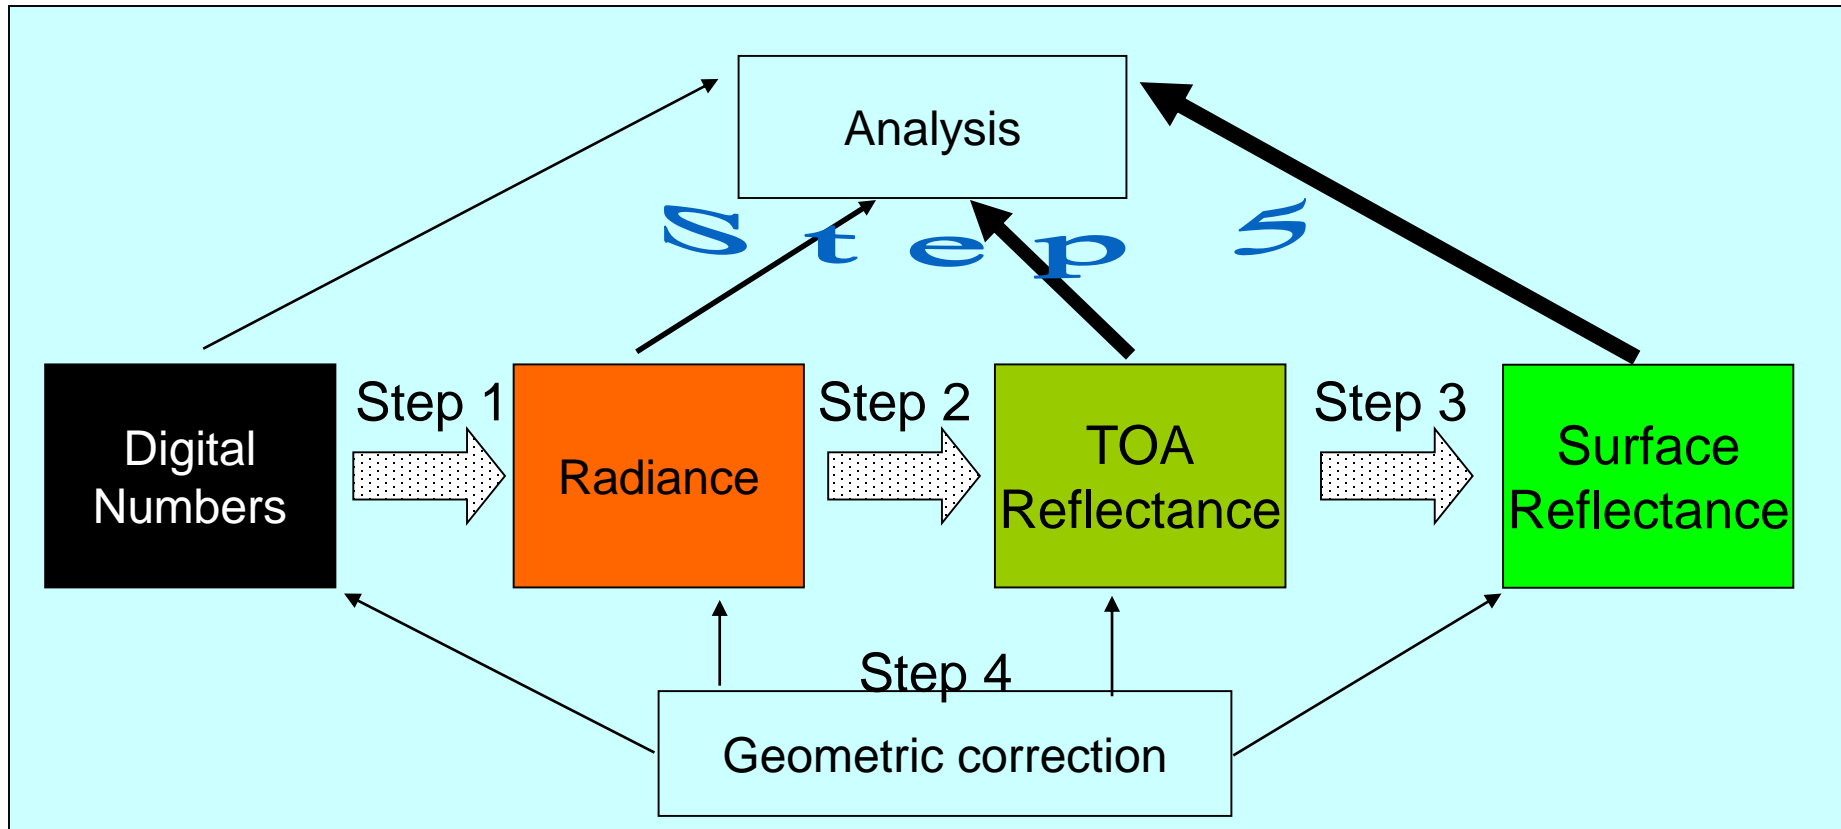 Analysis
Step 5
Step 1
Step 2
Step 3
Digital
Numbers
Radiance
TOA
Reflectance
Surface
Reflectance
Step 4
Geometric correction